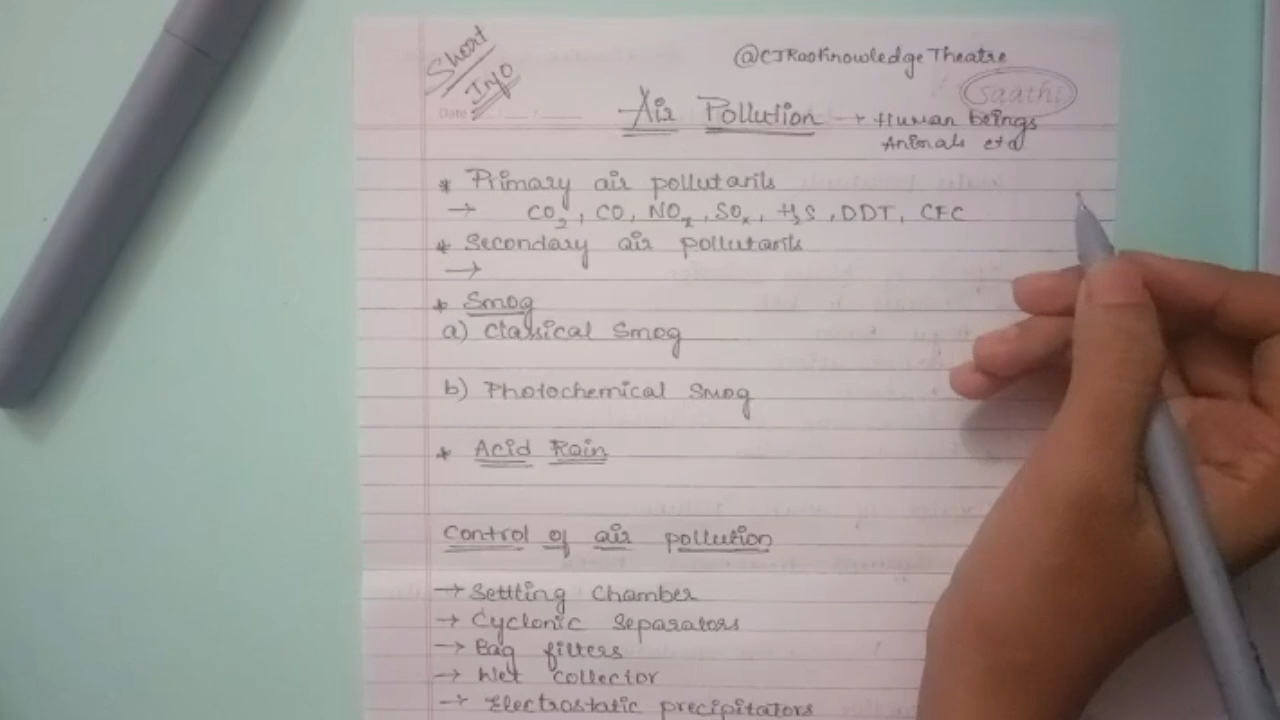 Short
Info
@CJRaoKnowledgeTheatre
Saathi
Date
Air Pollution → Human beings
Animals etc
* Primary air pollutants
→ CO₂, CO, NOₓ, SOₓ, H₂S, DDT, CFC
* Secondary air pollutants
→
* Smog
a) Classical Smog
b) Photochemical Smog
* Acid Rain
Control of air pollution
→ Settling Chamber
→ Cyclonic Separators
→ Bag filters
→ Wet collector
→ Electrostatic precipitators